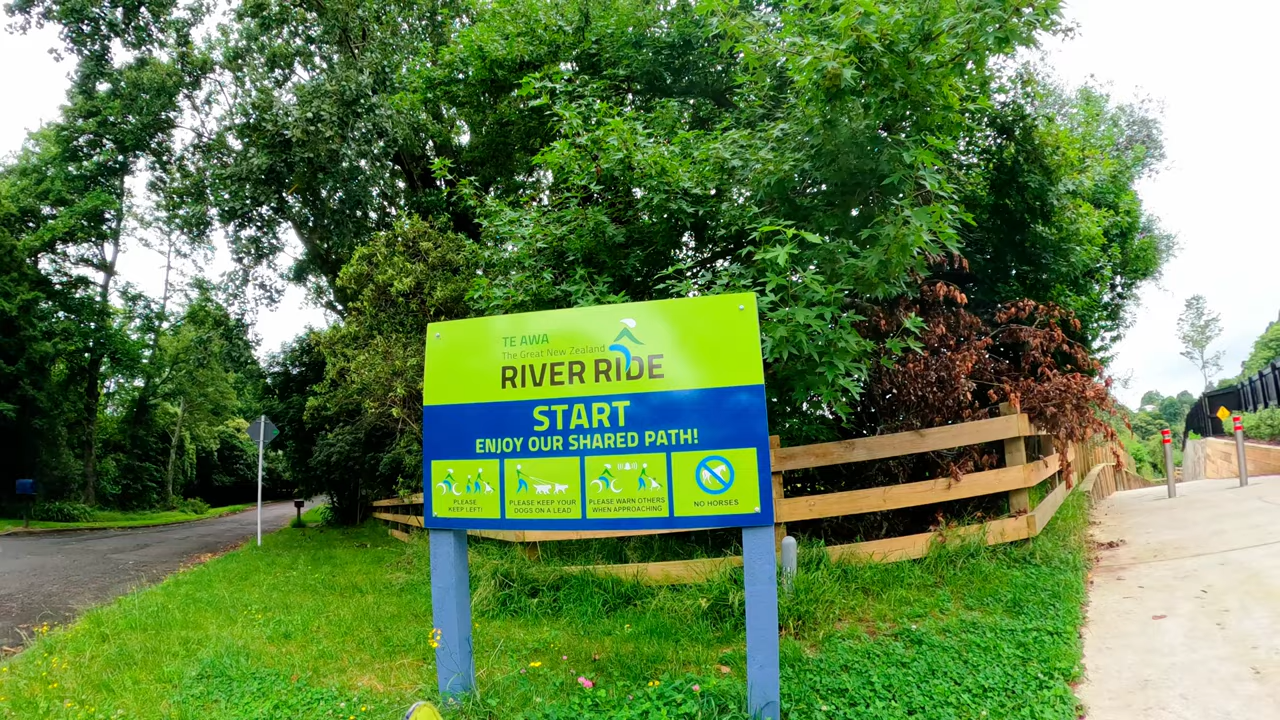 TE AWA
The Great New Zealand
RIVER RIDE
START
ENJOY OUR SHARED PATH!
PLEASE
KEEP LEFT!
PLEASE KEEP YOUR
DOGS ON A LEAD
PLEASE WARN OTHERS
WHEN APPROACHING
NO HORSES